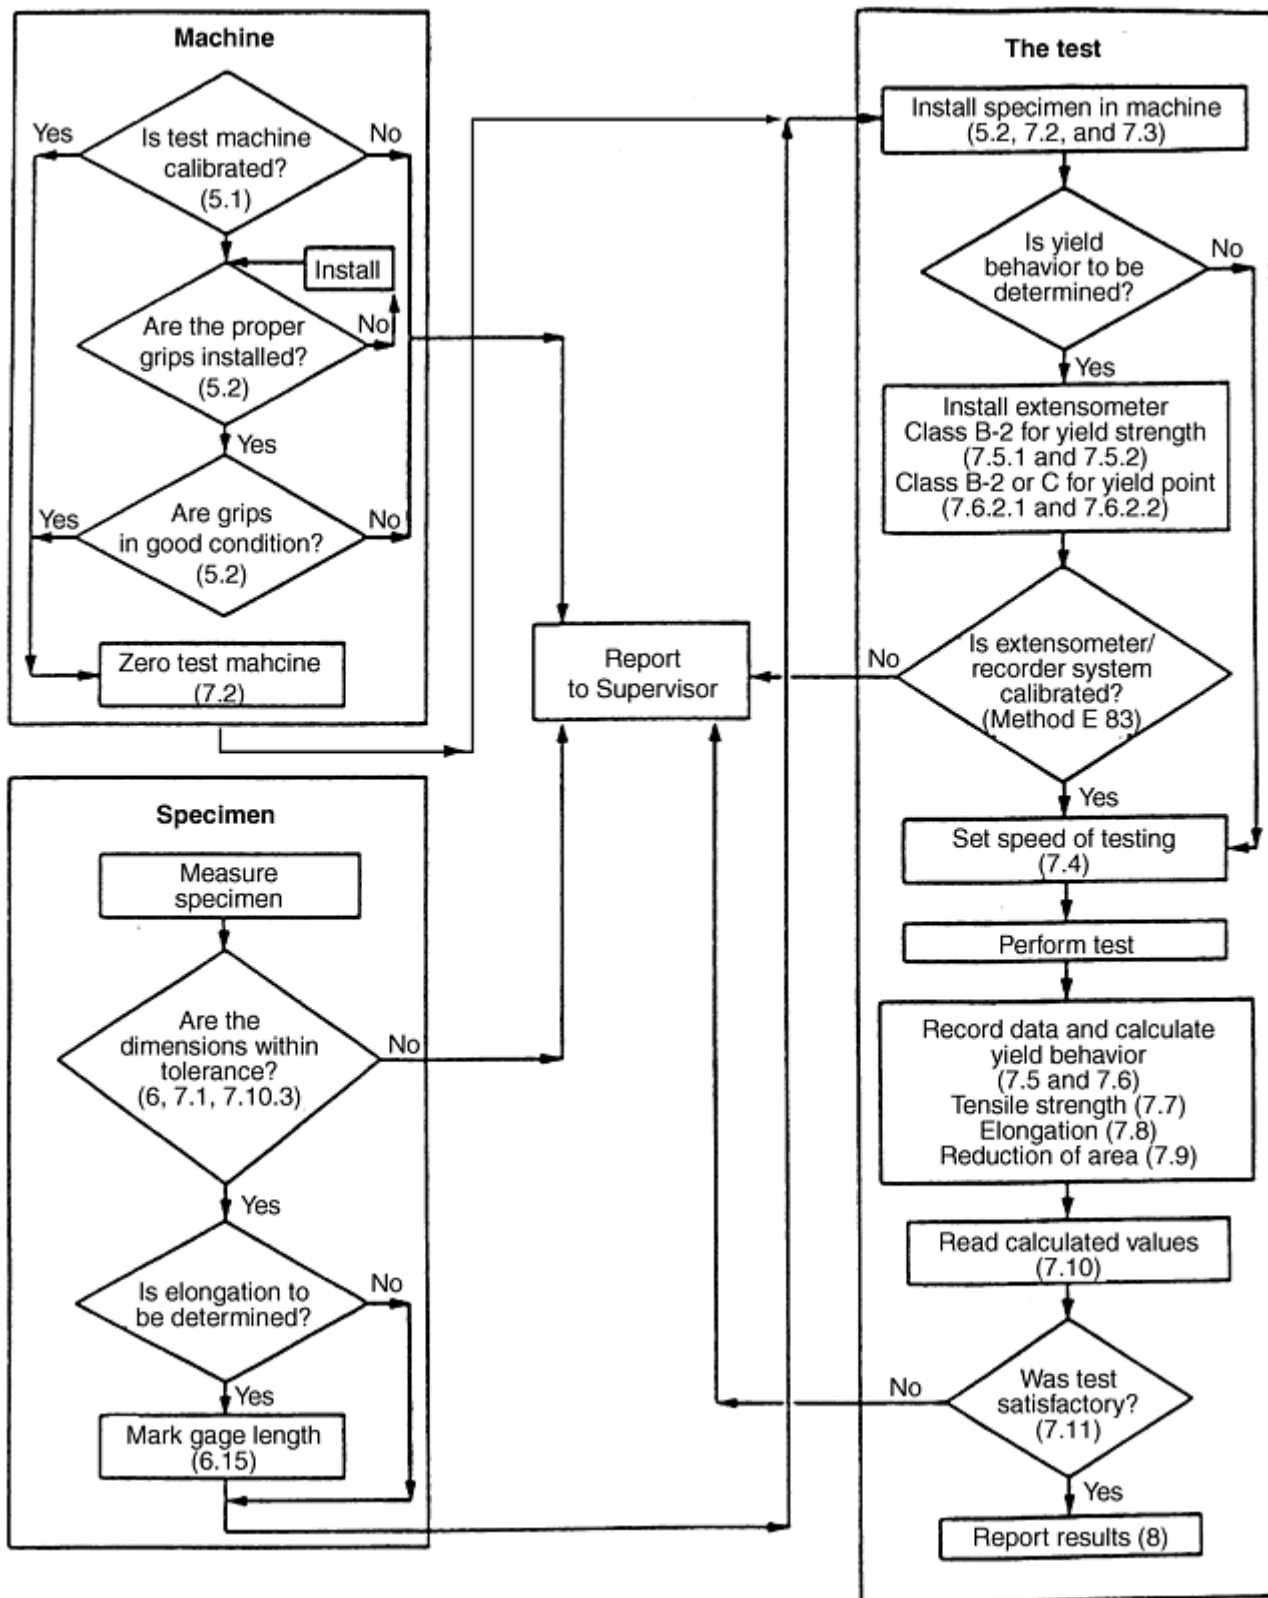 Machine
Yes
Is test machine
calibrated?
(5.1)
No
Install
Are the proper
grips installed?
(5.2)
No
Yes
Yes
Are grips
in good condition?
(5.2)
No
Zero test mahcine
(7.2)
Specimen
Measure
specimen
Are the
dimensions within
tolerance?
(6, 7.1, 7.10.3)
No
Yes
Is elongation to
be determined?
No
Yes
Mark gage length
(6.15)
Report
to Supervisor
The test
Install specimen in machine
(5.2, 7.2, and 7.3)
Is yield
behavior to be
determined?
No
Yes
Install extensometer
Class B-2 for yield strength
(7.5.1 and 7.5.2)
Class B-2 or C for yield point
(7.6.2.1 and 7.6.2.2)
No
Is extensometer/
recorder system
calibrated?
(Method E 83)
Yes
Set speed of testing
(7.4)
Perform test
Record data and calculate
yield behavior
(7.5 and 7.6)
Tensile strength (7.7)
Elongation (7.8)
Reduction of area (7.9)
Read calculated values
(7.10)
No
Was test
satisfactory?
(7.11)
Yes
Report results (8)